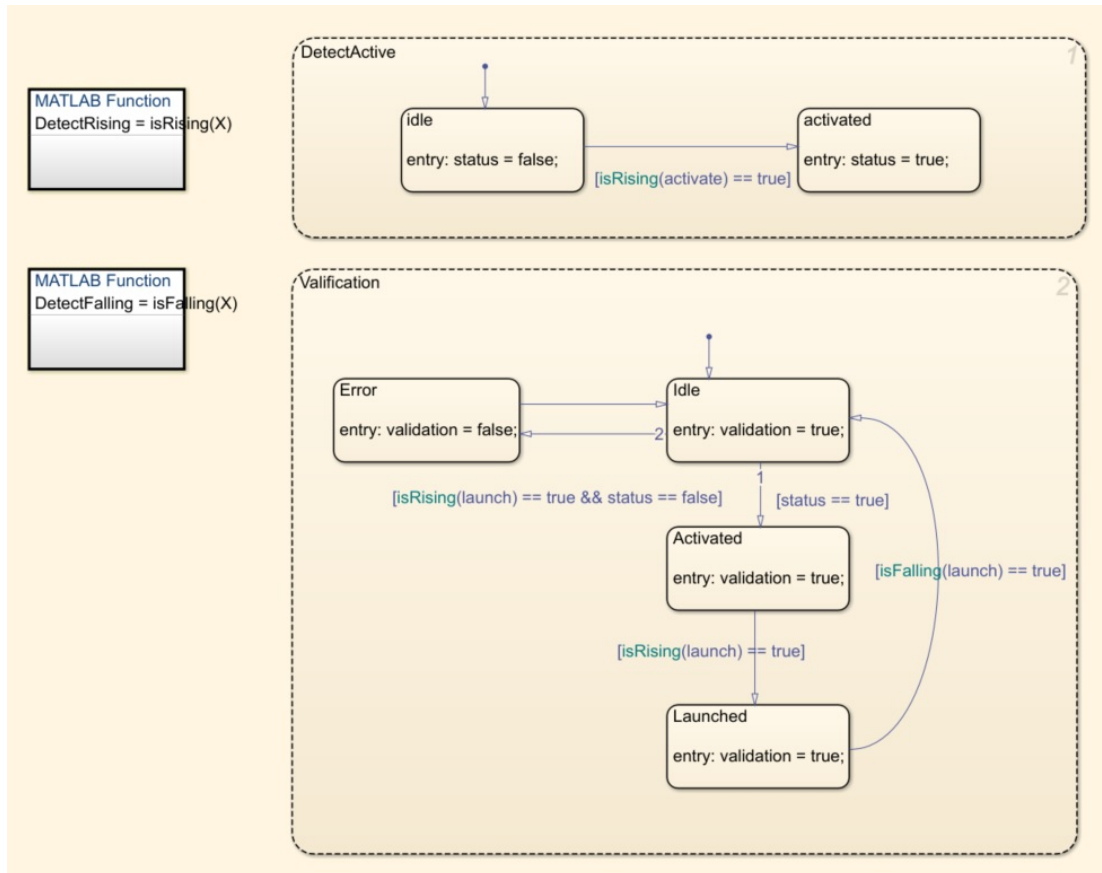 DetectActive
1
MATLAB Function
DetectRising = isRising(X)
idle
entry: status = false;
activated
entry: status = true;
[isRising(activate) == true]
MATLAB Function
DetectFalling = isFalling(X)
Valification
2
Error
entry: validation = false;
Idle
entry: validation = true;
2
1
[isRising(launch) == true && status == false]
[status == true]
Activated
entry: validation = true;
[isFalling(launch) == true]
[isRising(launch) == true]
Launched
entry: validation = true;